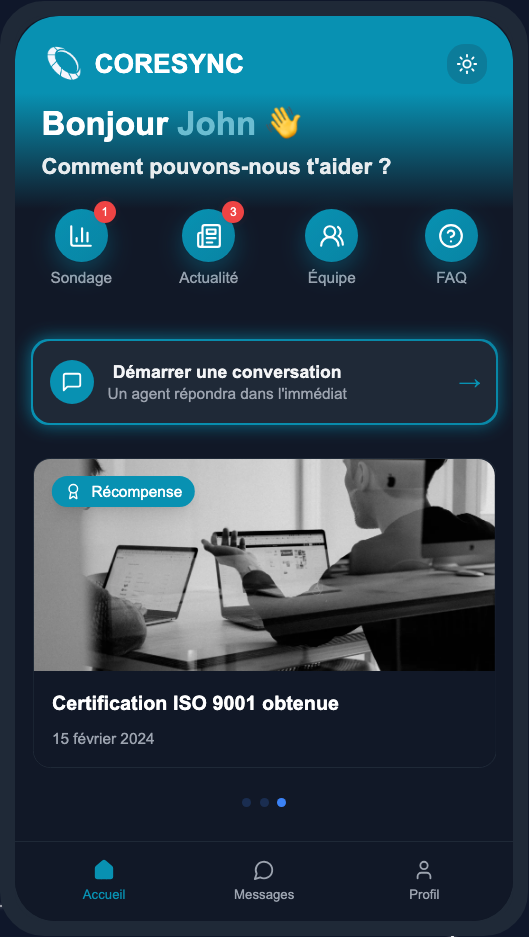 CORESYNC
Bonjour John 👋
Comment pouvons-nous t'aider ?
1
3
Sondage
Actualité
Équipe
FAQ
Démarrer une conversation
Un agent répondra dans l'immédiat
→
Récompense
Certification ISO 9001 obtenue
15 février 2024
Accueil
Messages
Profil